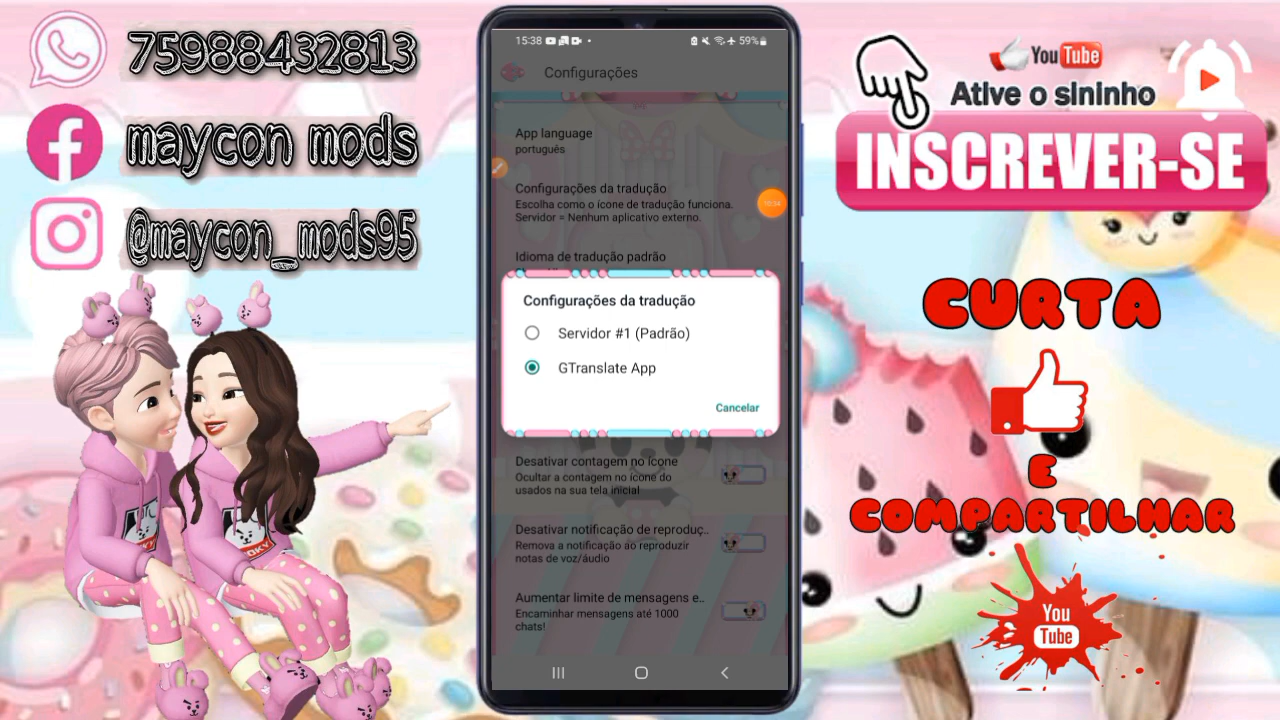 75988432813
maycon mods
@maycon_mods95
15:38
59%
Configurações
App language
português
Configurações da tradução
Escolha como o ícone de tradução funciona.
Servidor = Nenhum aplicativo externo.
Idioma de tradução padrão
Configurações da tradução
Servidor #1 (Padrão)
GTranslate App
Cancelar
Desativar contagem no ícone
Ocultar a contagem no ícone do
usados na sua tela inicial
Desativar notificação de reproduç..
Remova a notificação ao reproduzir
notas de voz/áudio
Aumentar limite de mensagens e..
Encaminhar mensagens até 1000
chats!
YouTube
Ative o sininho
INSCREVER-SE
CURTA
E
COMPARTILHAR
You
Tube